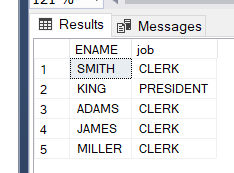 121 %
Results Messages
ENAME job
1 SMITH CLERK
2 KING PRESIDENT
3 ADAMS CLERK
4 JAMES CLERK
5 MILLER CLERK